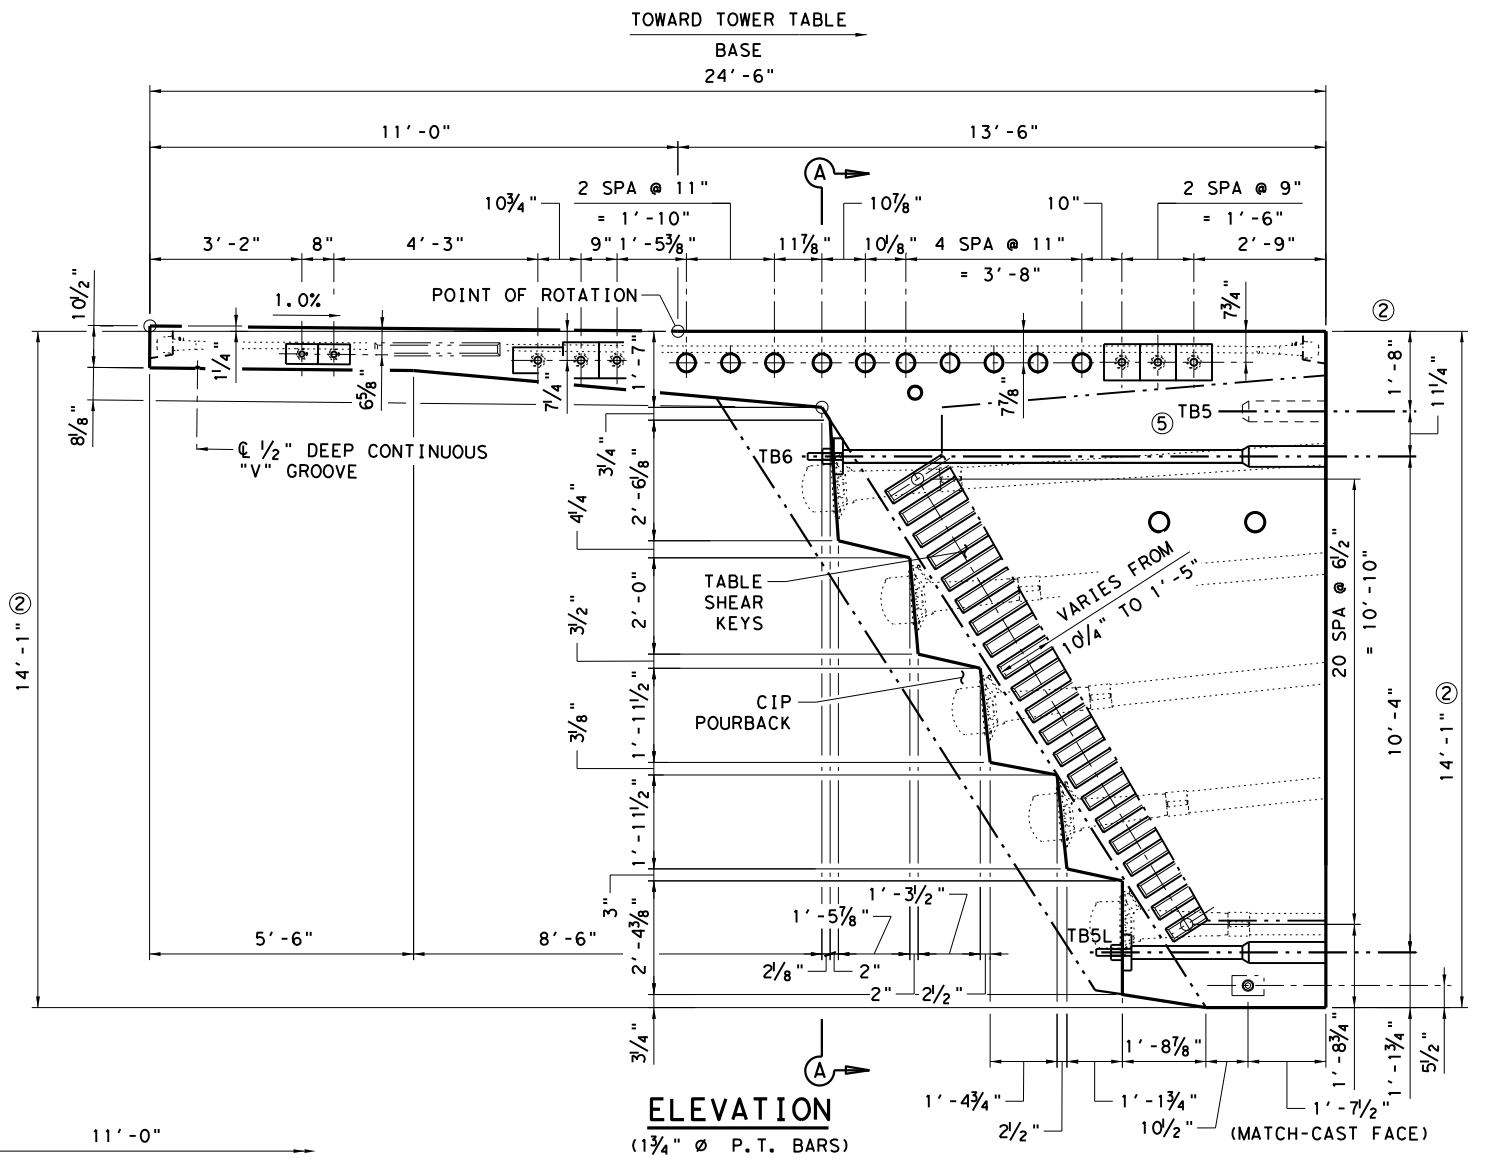 TOWARD TOWER TABLE
BASE
24'-6"
11'-0"
13'-6"
A
2 SPA @ 11"
= 1'-10"
10¾"
10⅞"
10"
2 SPA @ 9"
= 1'-6"
3'-2"
8"
4'-3"
9"
1'-5⅜"
11⅞"
10⅛"
4 SPA @ 11"
= 3'-8"
2'-9"
10½"
1.0%
POINT OF ROTATION
7¾"
②
1¼"
6⅝"
7¼"
1'-7"
7⅞"
1'-8"
11¼"
8⅛"
℄ ½" DEEP CONTINUOUS
"V" GROOVE
TB5
⑤
TB6
3¼"
2'-6⅛"
4¼"
TABLE
SHEAR
KEYS
2'-0"
3½"
VARIES FROM
10¼" TO 1'-5"
20 SPA @ 6½"
= 10'-10"
14'-1" ②
CIP
POURBACK
1'-11½"
3⅛"
10'-4"
14'-1" ②
1'-11½"
3"
2'-4⅜"
1'-3½"
1'-5⅞"
TB5L
5'-6"
8'-6"
2⅛"
2"
2"
2½"
3¼"
1'-8⅞"
1'-8¾"
1'-1¾"
5½"
A
1'-4¾"
2½"
1'-1¾"
10½"
1'-7½"
(MATCH-CAST FACE)
ELEVATION
(1¾" Ø P.T. BARS)
11'-0"